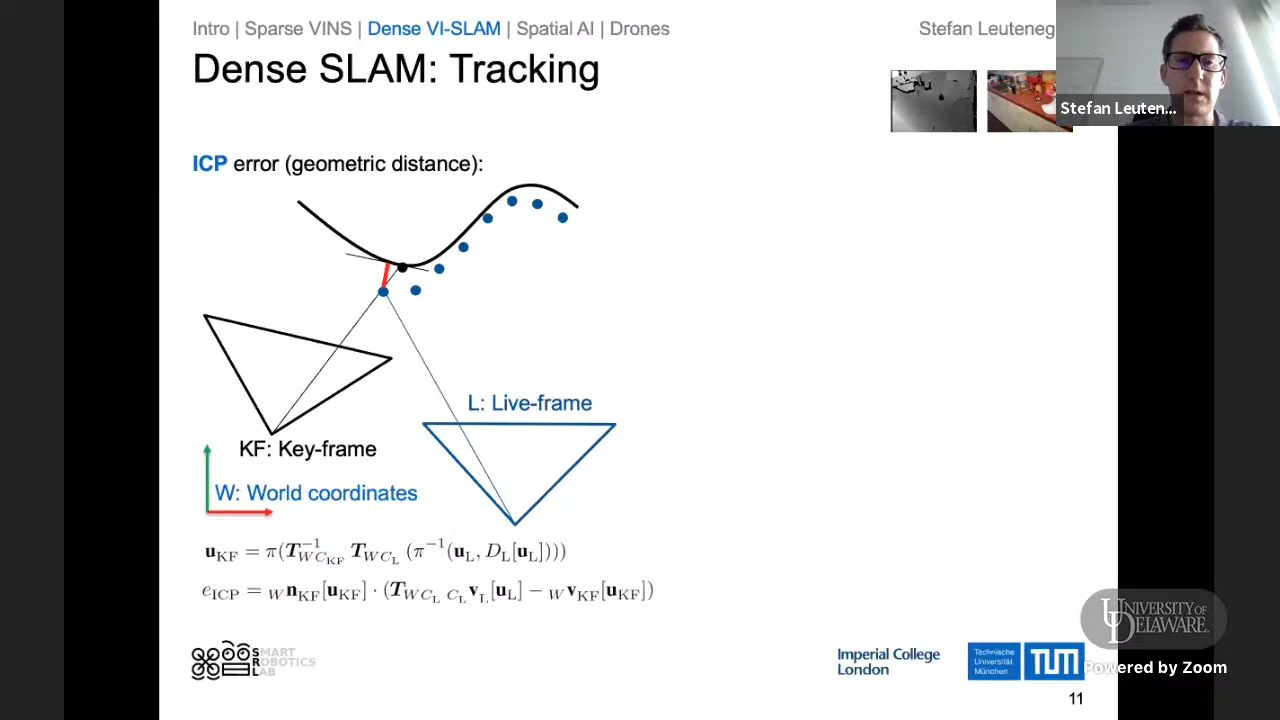 Intro | Sparse VINS | Dense VI-SLAM | Spatial AI | Drones
Stefan Leuteneg
Dense SLAM: Tracking
Stefan Leuten...
ICP error (geometric distance):
L: Live-frame
KF: Key-frame
W: World coordinates
u_KF = π(T_{WC_KF}^{-1} T_{WC_L} (π^{-1}(u_L, D_L[u_L])))
e_ICP = _W n_KF[u_KF] · (T_{WC_L} _{C_L}v_L[u_L] − _W v_KF[u_KF])
SMART
ROBOTICS
LAB
Imperial College
London
Technische
Universität
München
TUM
UNIVERSITY OF
DELAWARE.
Powered by Zoom
11